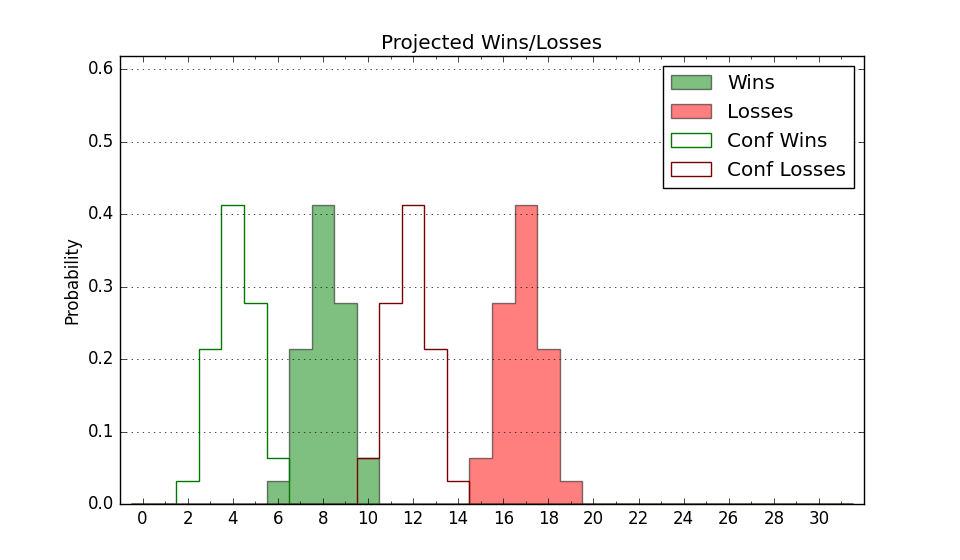 Projected Wins/Losses
Wins
Losses
Conf Wins
Conf Losses
Probability
0.6
0.5
0.4
0.3
0.2
0.1
0.0
0 2 4 6 8 10 12 14 16 18 20 22 24 26 28 30